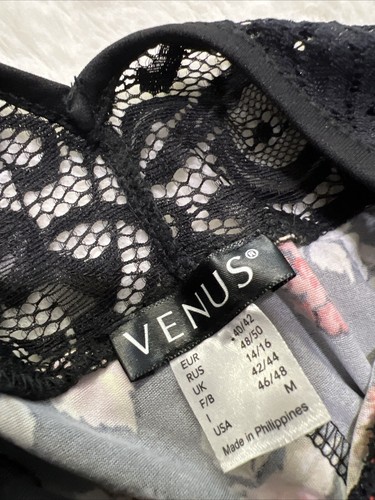 VENUS®
EUR 40/42
RUS 48/50
UK 14/16
F/B 42/44
I 46/48
USA M
Made in Philippines